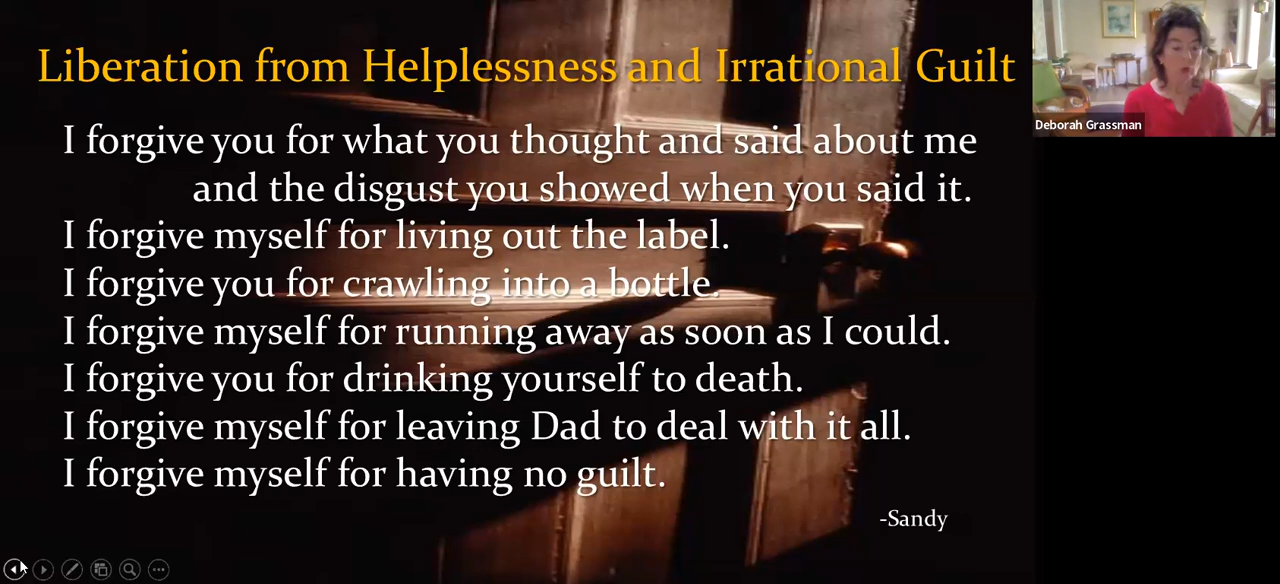 Liberation from Helplessness and Irrational Guilt
I forgive you for what you thought and said about me
and the disgust you showed when you said it.
I forgive myself for living out the label.
I forgive you for crawling into a bottle.
I forgive myself for running away as soon as I could.
I forgive you for drinking yourself to death.
I forgive myself for leaving Dad to deal with it all.
I forgive myself for having no guilt.
-Sandy
Deborah Grassman